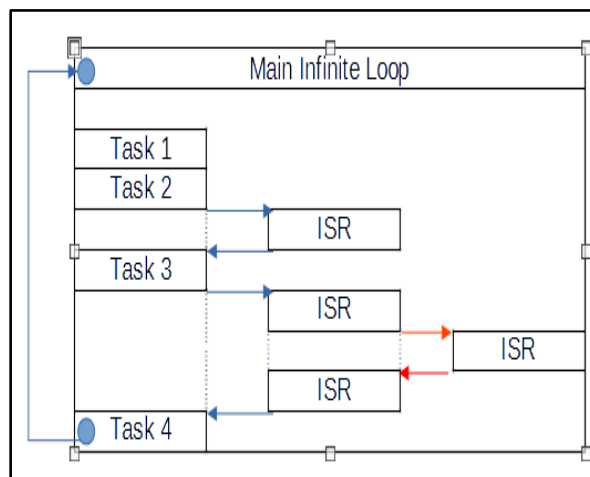 Main Infinite Loop
Task 1
Task 2
ISR
Task 3
ISR
ISR
ISR
Task 4